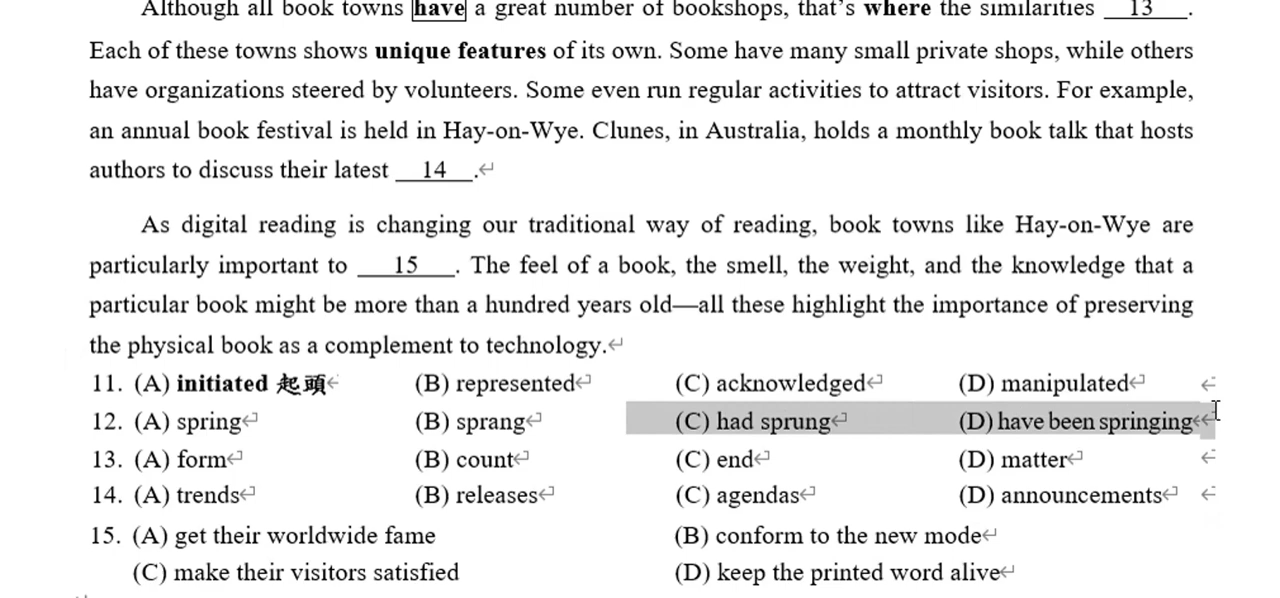 Although all book towns have a great number of bookshops, that's where the similarities 13.
Each of these towns shows unique features of its own. Some have many small private shops, while others
have organizations steered by volunteers. Some even run regular activities to attract visitors. For example,
an annual book festival is held in Hay-on-Wye. Clunes, in Australia, holds a monthly book talk that hosts
authors to discuss their latest 14.
As digital reading is changing our traditional way of reading, book towns like Hay-on-Wye are
particularly important to 15. The feel of a book, the smell, the weight, and the knowledge that a
particular book might be more than a hundred years old—all these highlight the importance of preserving
the physical book as a complement to technology.
11. (A) initiated 起頭 (B) represented (C) acknowledged (D) manipulated
12. (A) spring (B) sprang (C) had sprung (D) have been springing
13. (A) form (B) count (C) end (D) matter
14. (A) trends (B) releases (C) agendas (D) announcements
15. (A) get their worldwide fame (B) conform to the new mode
(C) make their visitors satisfied (D) keep the printed word alive